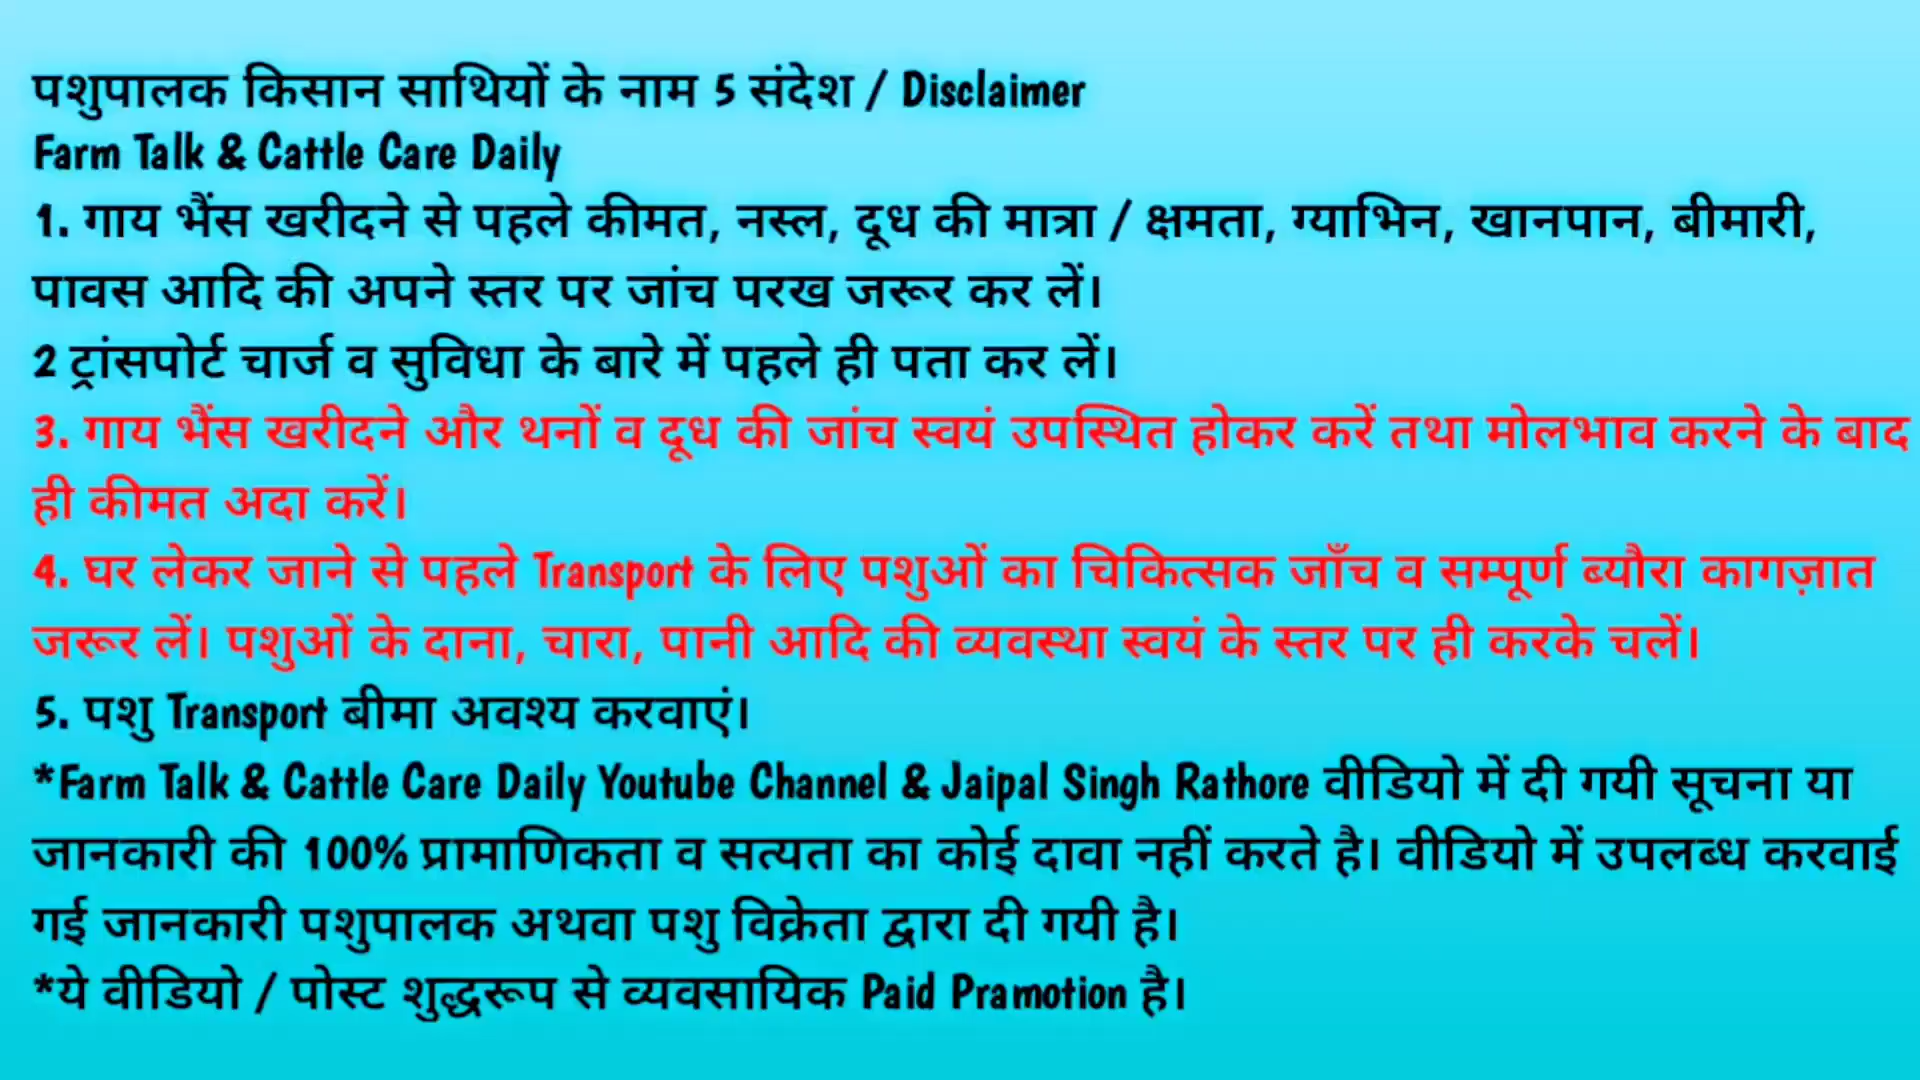 पशुपालक किसान साथियों के नाम 5 संदेश / Disclaimer
Farm Talk & Cattle Care Daily
1. गाय भैंस खरीदने से पहले कीमत, नस्ल, दूध की मात्रा / क्षमता, ग्याभिन, खानपान, बीमारी,
पावस आदि की अपने स्तर पर जांच परख जरूर कर लें।
2 ट्रांसपोर्ट चार्ज व सुविधा के बारे में पहले ही पता कर लें।
3. गाय भैंस खरीदने और थनों व दूध की जांच स्वयं उपस्थित होकर करें तथा मोलभाव करने के बाद
ही कीमत अदा करें।
4. घर लेकर जाने से पहले Transport के लिए पशुओं का चिकित्सक जाँच व सम्पूर्ण ब्यौरा कागज़ात
जरूर लें। पशुओं के दाना, चारा, पानी आदि की व्यवस्था स्वयं के स्तर पर ही करके चलें।
5. पशु Transport बीमा अवश्य करवाएं।
*Farm Talk & Cattle Care Daily Youtube Channel & Jaipal Singh Rathore वीडियो में दी गयी सूचना या
जानकारी की 100% प्रामाणिकता व सत्यता का कोई दावा नहीं करते है। वीडियो में उपलब्ध करवाई
गई जानकारी पशुपालक अथवा पशु विक्रेता द्वारा दी गयी है।
*ये वीडियो / पोस्ट शुद्धरूप से व्यवसायिक Paid Pramotion है।